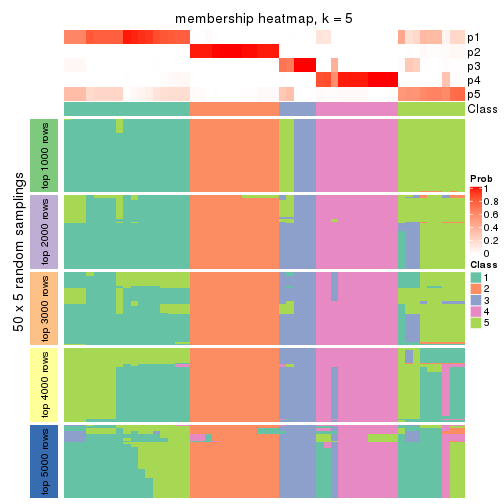 membership heatmap, k = 5
p1
p2
p3
p4
p5
Class
50 x 5 random samplings
top 1000 rows
top 2000 rows
top 3000 rows
top 4000 rows
top 5000 rows
Prob
1
0.8
0.6
0.4
0.2
0
Class
1
2
3
4
5